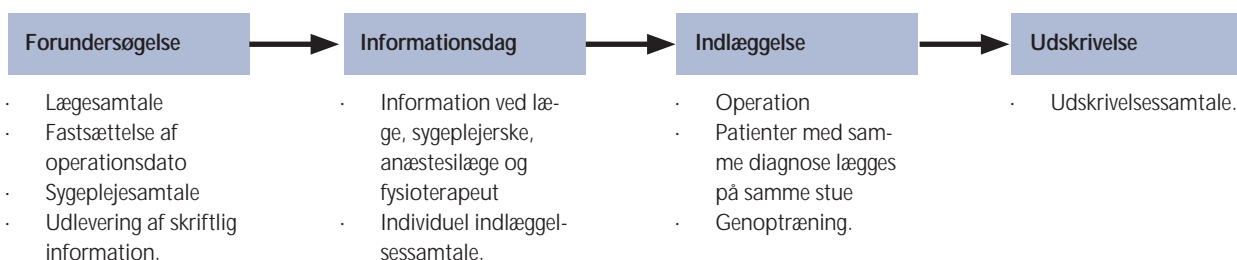 Forundersøgelse
· Lægesamtale
· Fastsættelse af
operationsdato
· Sygeplejesamtale
· Udlevering af skriftlig
information.
Informationsdag
· Information ved læ-
ge, sygeplejerske,
anæstesilæge og
fysioterapeut
· Individuel indlæggel-
sessamtale.
Indlæggelse
· Operation
· Patienter med sam-
me diagnose lægges
på samme stue
· Genoptræning.
Udskrivelse
· Udskrivelsessamtale.